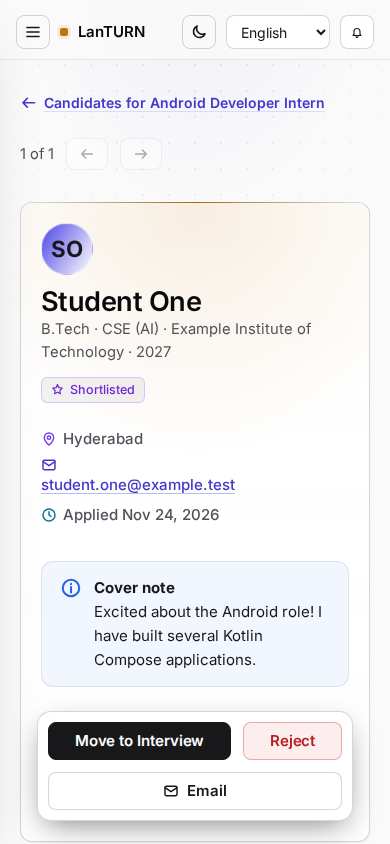 LanTURN
English
Candidates for Android Developer Intern
1 of 1
SO
Student One
B.Tech · CSE (AI) · Example Institute of
Technology · 2027
Shortlisted
Hyderabad
student.one@example.test
Applied Nov 24, 2026
Cover note
Excited about the Android role! I
have built several Kotlin
Compose applications.
Move to Interview
Reject
Email